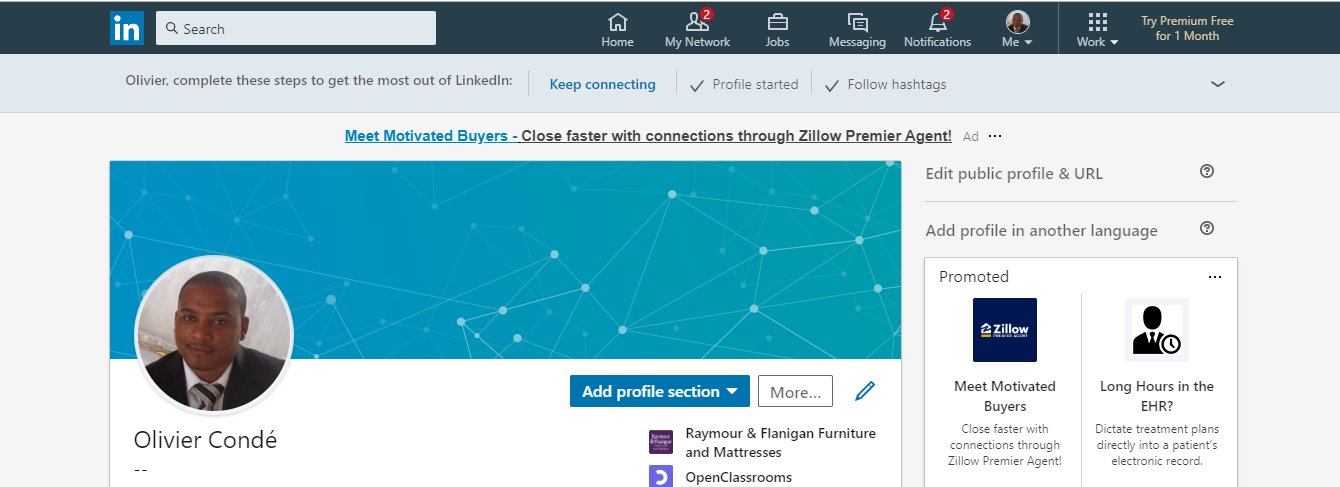 in Search
Home My Network 2 Jobs Messaging Notifications 2 Me Work Try Premium Free
for 1 Month
Olivier, complete these steps to get the most out of LinkedIn: Keep connecting Profile started Follow hashtags
Meet Motivated Buyers - Close faster with connections through Zillow Premier Agent! Ad ...
Edit public profile & URL ?
Add profile in another language ?
Promoted ...
Zillow
PREMIER AGENT
Meet Motivated
Buyers
Close faster with
connections through
Zillow Premier Agent!
Long Hours in the
EHR?
Dictate treatment plans
directly into a patient's
electronic record.
Add profile section More...
Olivier Condé
--
Raymour & Flanigan Furniture
and Mattresses
OpenClassrooms